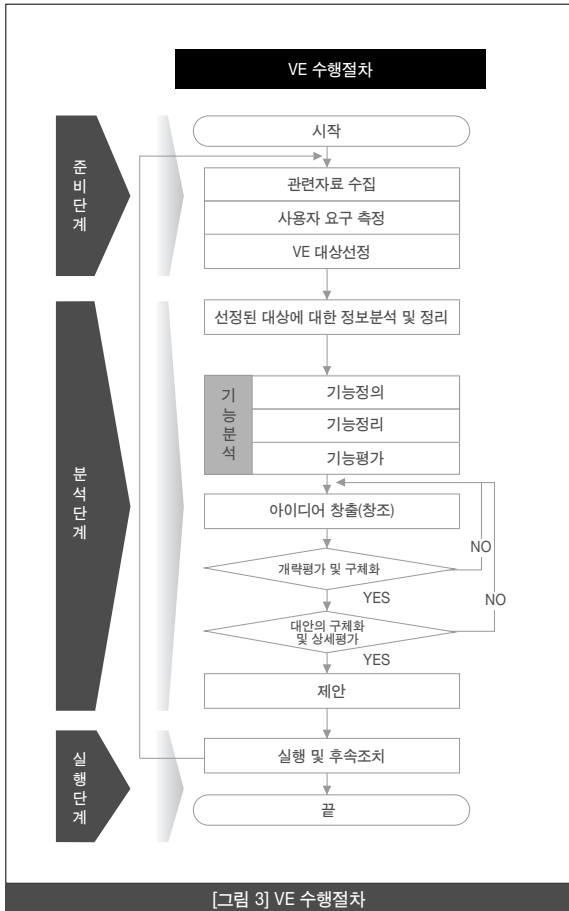 VE 수행절차
준비단계
시작
관련자료 수집
사용자 요구 측정
VE 대상선정
분석단계
선정된 대상에 대한 정보분석 및 정리
기능분석
기능정의
기능정리
기능평가
아이디어 창출(창조)
NO
개략평가 및 구체화
YES
NO
대안의 구체화
및 상세평가
YES
제안
실행단계
실행 및 후속조치
끝
[그림 3] VE 수행절차